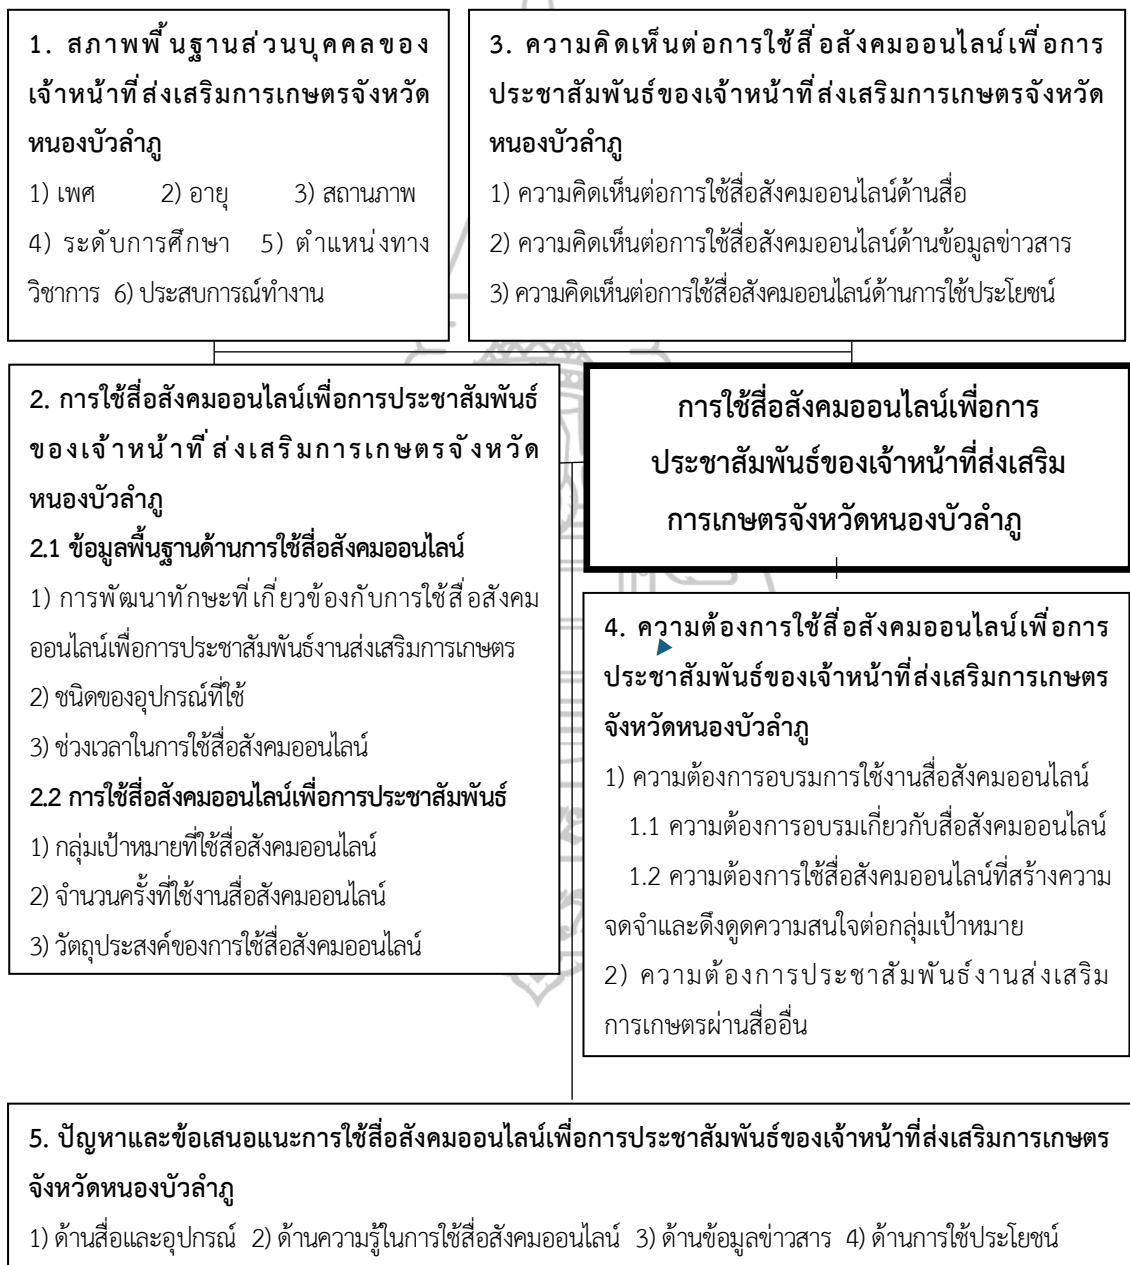 1. สภาพพื้นฐานส่วนบุคคลของ
เจ้าหน้าที่ส่งเสริมการเกษตรจังหวัด
หนองบัวลำภู
1) เพศ 2) อายุ 3) สถานภาพ
4) ระดับการศึกษา 5) ตำแหน่งทาง
วิชาการ 6) ประสบการณ์ทำงาน
3. ความคิดเห็นต่อการใช้สื่อสังคมออนไลน์เพื่อการ
ประชาสัมพันธ์ของเจ้าหน้าที่ส่งเสริมการเกษตรจังหวัด
หนองบัวลำภู
1) ความคิดเห็นต่อการใช้สื่อสังคมออนไลน์ด้านสื่อ
2) ความคิดเห็นต่อการใช้สื่อสังคมออนไลน์ด้านข้อมูลข่าวสาร
3) ความคิดเห็นต่อการใช้สื่อสังคมออนไลน์ด้านการใช้ประโยชน์
2. การใช้สื่อสังคมออนไลน์เพื่อการประชาสัมพันธ์
ของเจ้าหน้าที่ส่งเสริมการเกษตรจังหวัด
หนองบัวลำภู
2.1 ข้อมูลพื้นฐานด้านการใช้สื่อสังคมออนไลน์
1) การพัฒนาทักษะที่เกี่ยวข้องกับการใช้สื่อสังคม
ออนไลน์เพื่อการประชาสัมพันธ์งานส่งเสริมการเกษตร
2) ชนิดของอุปกรณ์ที่ใช้
3) ช่วงเวลาในการใช้สื่อสังคมออนไลน์
2.2 การใช้สื่อสังคมออนไลน์เพื่อการประชาสัมพันธ์
1) กลุ่มเป้าหมายที่ใช้สื่อสังคมออนไลน์
2) จำนวนครั้งที่ใช้งานสื่อสังคมออนไลน์
3) วัตถุประสงค์ของการใช้สื่อสังคมออนไลน์
การใช้สื่อสังคมออนไลน์เพื่อการ
ประชาสัมพันธ์ของเจ้าหน้าที่ส่งเสริม
การเกษตรจังหวัดหนองบัวลำภู
4. ความต้องการใช้สื่อสังคมออนไลน์เพื่อการ
ประชาสัมพันธ์ของเจ้าหน้าที่ส่งเสริมการเกษตร
จังหวัดหนองบัวลำภู
1) ความต้องการอบรมการใช้งานสื่อสังคมออนไลน์
1.1 ความต้องการอบรมเกี่ยวกับสื่อสังคมออนไลน์
1.2 ความต้องการใช้สื่อสังคมออนไลน์ที่สร้างความ
จดจำและดึงดูดความสนใจต่อกลุ่มเป้าหมาย
2) ความต้องการประชาสัมพันธ์งานส่งเสริม
การเกษตรผ่านสื่ออื่น
5. ปัญหาและข้อเสนอแนะการใช้สื่อสังคมออนไลน์เพื่อการประชาสัมพันธ์ของเจ้าหน้าที่ส่งเสริมการเกษตร
จังหวัดหนองบัวลำภู
1) ด้านสื่อและอุปกรณ์ 2) ด้านความรู้ในการใช้สื่อสังคมออนไลน์ 3) ด้านข้อมูลข่าวสาร 4) ด้านการใช้ประโยชน์